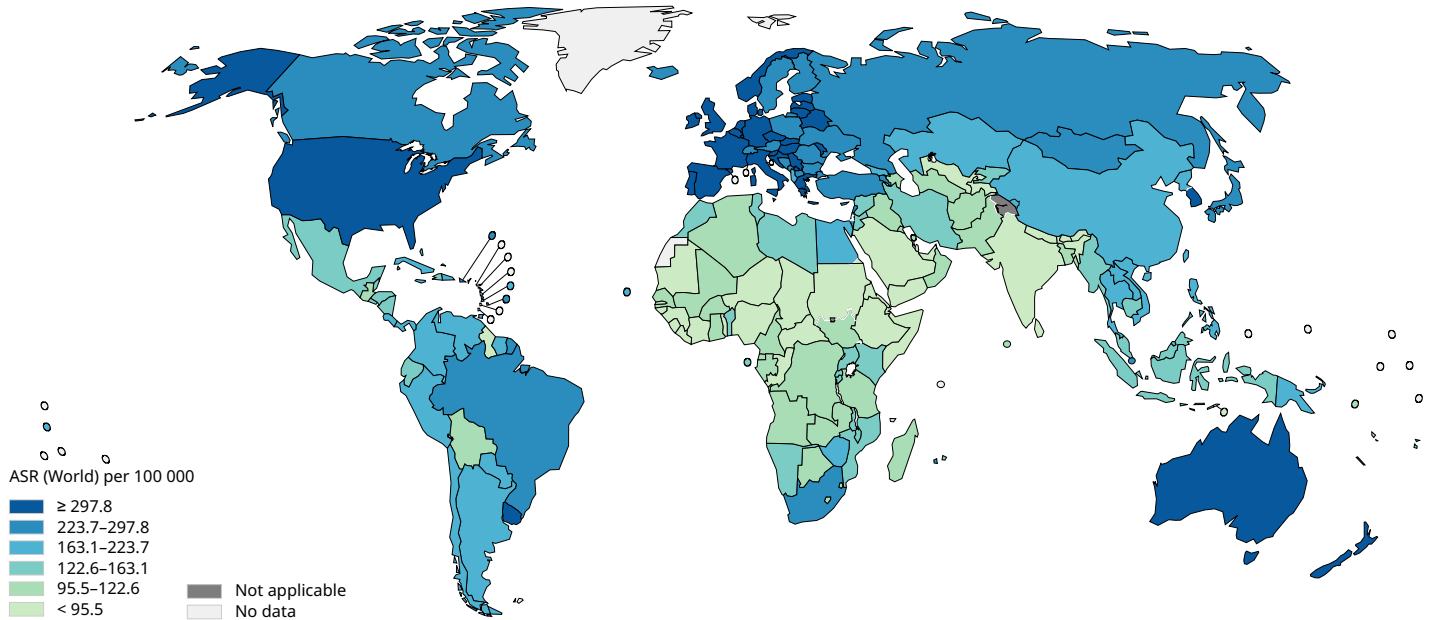 ASR (World) per 100 000
≥ 297.8
223.7–297.8
163.1–223.7
122.6–163.1
95.5–122.6
< 95.5
Not applicable
No data